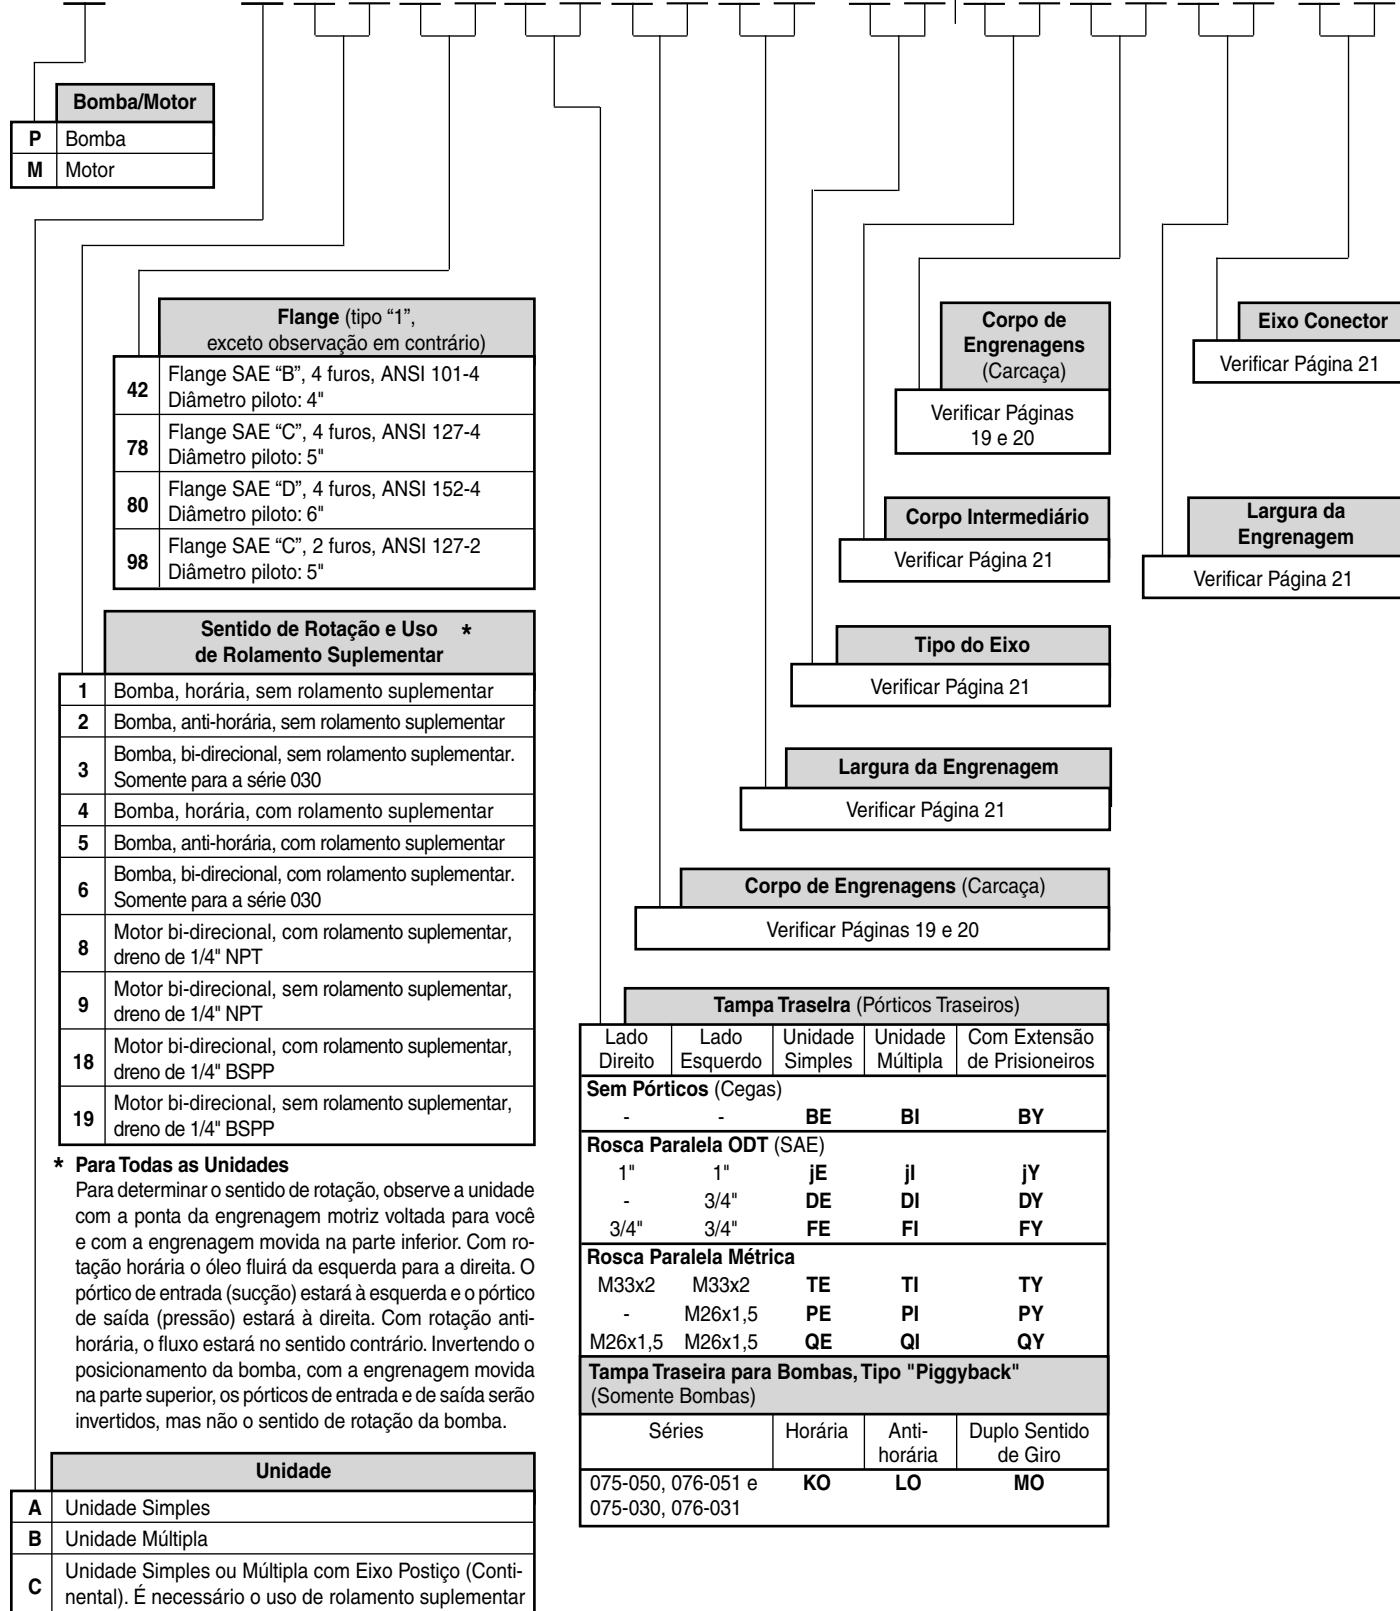 Bomba/Motor
P Bomba
M Motor
Flange (tipo “1”,
exceto observação em contrário)
42 Flange SAE “B”, 4 furos, ANSI 101-4
Diâmetro piloto: 4"
78 Flange SAE “C”, 4 furos, ANSI 127-4
Diâmetro piloto: 5"
80 Flange SAE “D”, 4 furos, ANSI 152-4
Diâmetro piloto: 6"
98 Flange SAE “C”, 2 furos, ANSI 127-2
Diâmetro piloto: 5"
Sentido de Rotação e Uso *
de Rolamento Suplementar
1 Bomba, horária, sem rolamento suplementar
2 Bomba, anti-horária, sem rolamento suplementar
3 Bomba, bi-direcional, sem rolamento suplementar.
Somente para a série 030
4 Bomba, horária, com rolamento suplementar
5 Bomba, anti-horária, com rolamento suplementar
6 Bomba, bi-direcional, com rolamento suplementar.
Somente para a série 030
8 Motor bi-direcional, com rolamento suplementar,
dreno de 1/4" NPT
9 Motor bi-direcional, sem rolamento suplementar,
dreno de 1/4" NPT
18 Motor bi-direcional, com rolamento suplementar,
dreno de 1/4" BSPP
19 Motor bi-direcional, sem rolamento suplementar,
dreno de 1/4" BSPP
* Para Todas as Unidades
Para determinar o sentido de rotação, observe a unidade
com a ponta da engrenagem motriz voltada para você
e com a engrenagem movida na parte inferior. Com ro-
tação horária o óleo fluirá da esquerda para a direita. O
pórtico de entrada (sucção) estará à esquerda e o pórtico
de saída (pressão) estará à direita. Com rotação anti-
horária, o fluxo estará no sentido contrário. Invertendo o
posicionamento da bomba, com a engrenagem movida
na parte superior, os pórticos de entrada e de saída serão
invertidos, mas não o sentido de rotação da bomba.
Unidade
A Unidade Simples
B Unidade Múltipla
C Unidade Simples ou Múltipla com Eixo Postiço (Conti-
nental). É necessário o uso de rolamento suplementar
Corpo de
Engrenagens
(Carcaça)
Verificar Páginas
19 e 20
Eixo Conector
Verificar Página 21
Corpo Intermediário
Verificar Página 21
Largura da
Engrenagem
Verificar Página 21
Tipo do Eixo
Verificar Página 21
Largura da Engrenagem
Verificar Página 21
Corpo de Engrenagens (Carcaça)
Verificar Páginas 19 e 20
Tampa TraseIra (Pórticos Traseiros)
Lado Lado Unidade Unidade Com Extensão
Direito Esquerdo Simples Múltipla de Prisioneiros
Sem Pórticos (Cegas)
- - BE BI BY
Rosca Paralela ODT (SAE)
1" 1" jE jI jY
- 3/4" DE DI DY
3/4" 3/4" FE FI FY
Rosca Paralela Métrica
M33x2 M33x2 TE TI TY
- M26x1,5 PE PI PY
M26x1,5 M26x1,5 QE QI QY
Tampa Traseira para Bombas, Tipo "Piggyback"
(Somente Bombas)
Séries Horária Anti- Duplo Sentido
horária de Giro
075-050, 076-051 e KO LO MO
075-030, 076-031